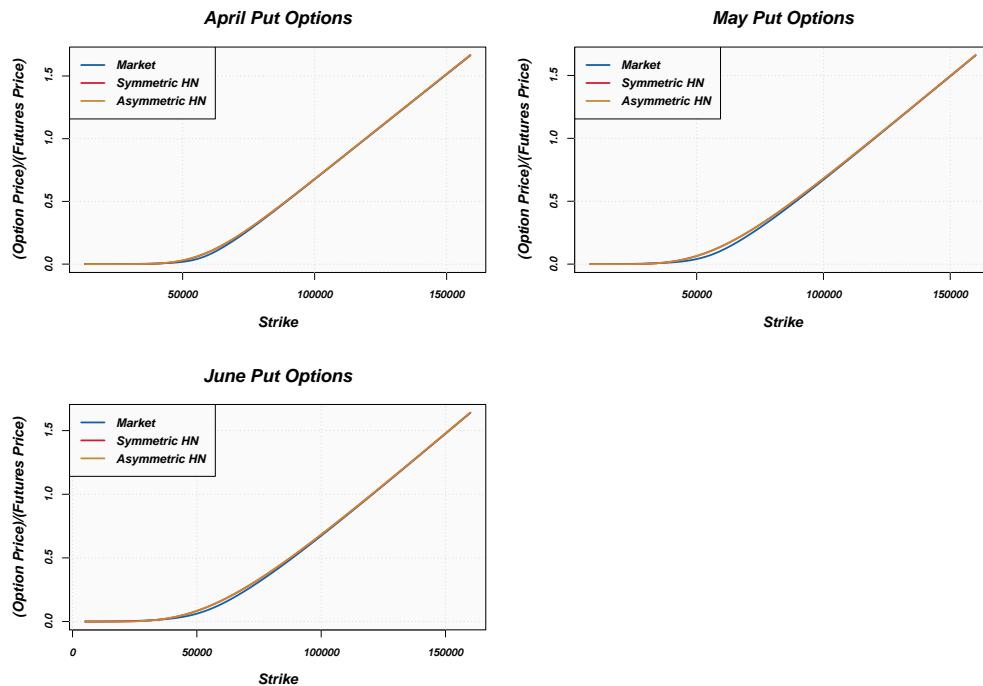 April Put Options
(Option Price)/(Futures Price)
Market
Symmetric HN
Asymmetric HN
1.5
1.0
0.5
0.0
50000 100000 150000
Strike
May Put Options
(Option Price)/(Futures Price)
Market
Symmetric HN
Asymmetric HN
1.5
1.0
0.5
0.0
50000 100000 150000
Strike
June Put Options
(Option Price)/(Futures Price)
Market
Symmetric HN
Asymmetric HN
1.5
1.0
0.5
0.0
0 50000 100000 150000
Strike